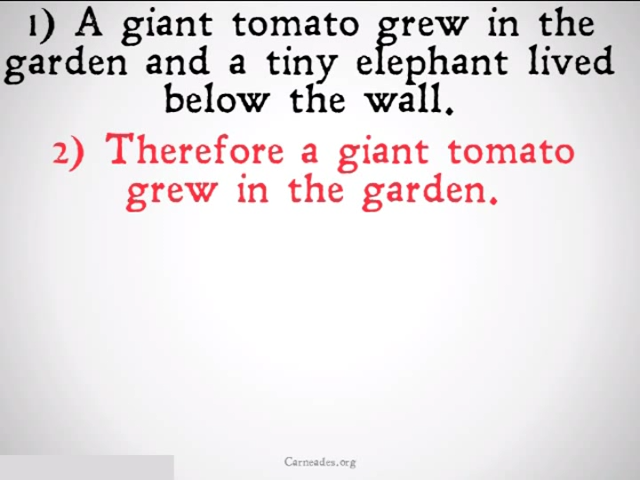 1) A giant tomato grew in the
garden and a tiny elephant lived
below the wall.
2) Therefore a giant tomato
grew in the garden.
Carneades.org